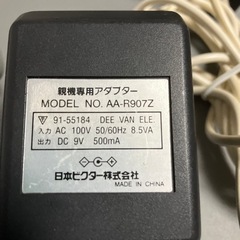 親機専用アダプター
MODEL NO. AA-R907Z
91-55184 DEE VAN ELE
入力 AC 100V 50/60Hz 8.5VA
出力 DC 9V 500mA
日本ビクター株式会社
MADE IN CHINA